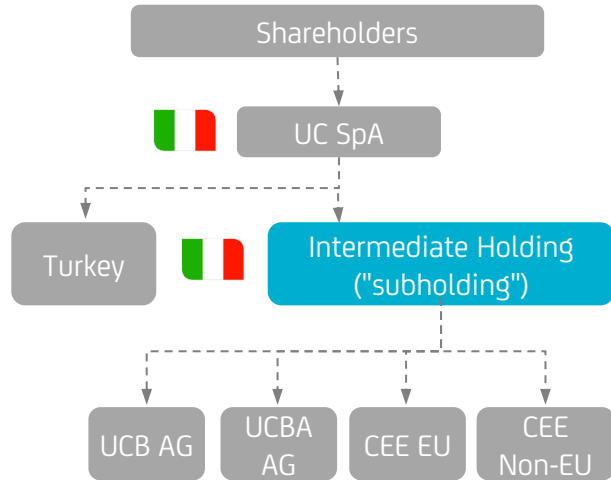 Shareholders
UC SpA
Turkey
Intermediate Holding
("subholding")
UCB AG
UCBA
AG
CEE EU
CEE
Non-EU